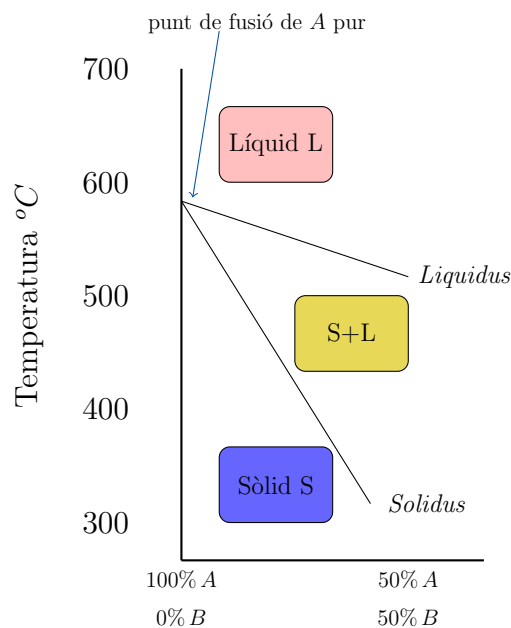 punt de fusió de A pur
700
Líquid L
600
Temperatura ºC
500
Liquidus
S+L
400
Sòlid S
Solidus
300
100% A
50% A
0% B
50% B